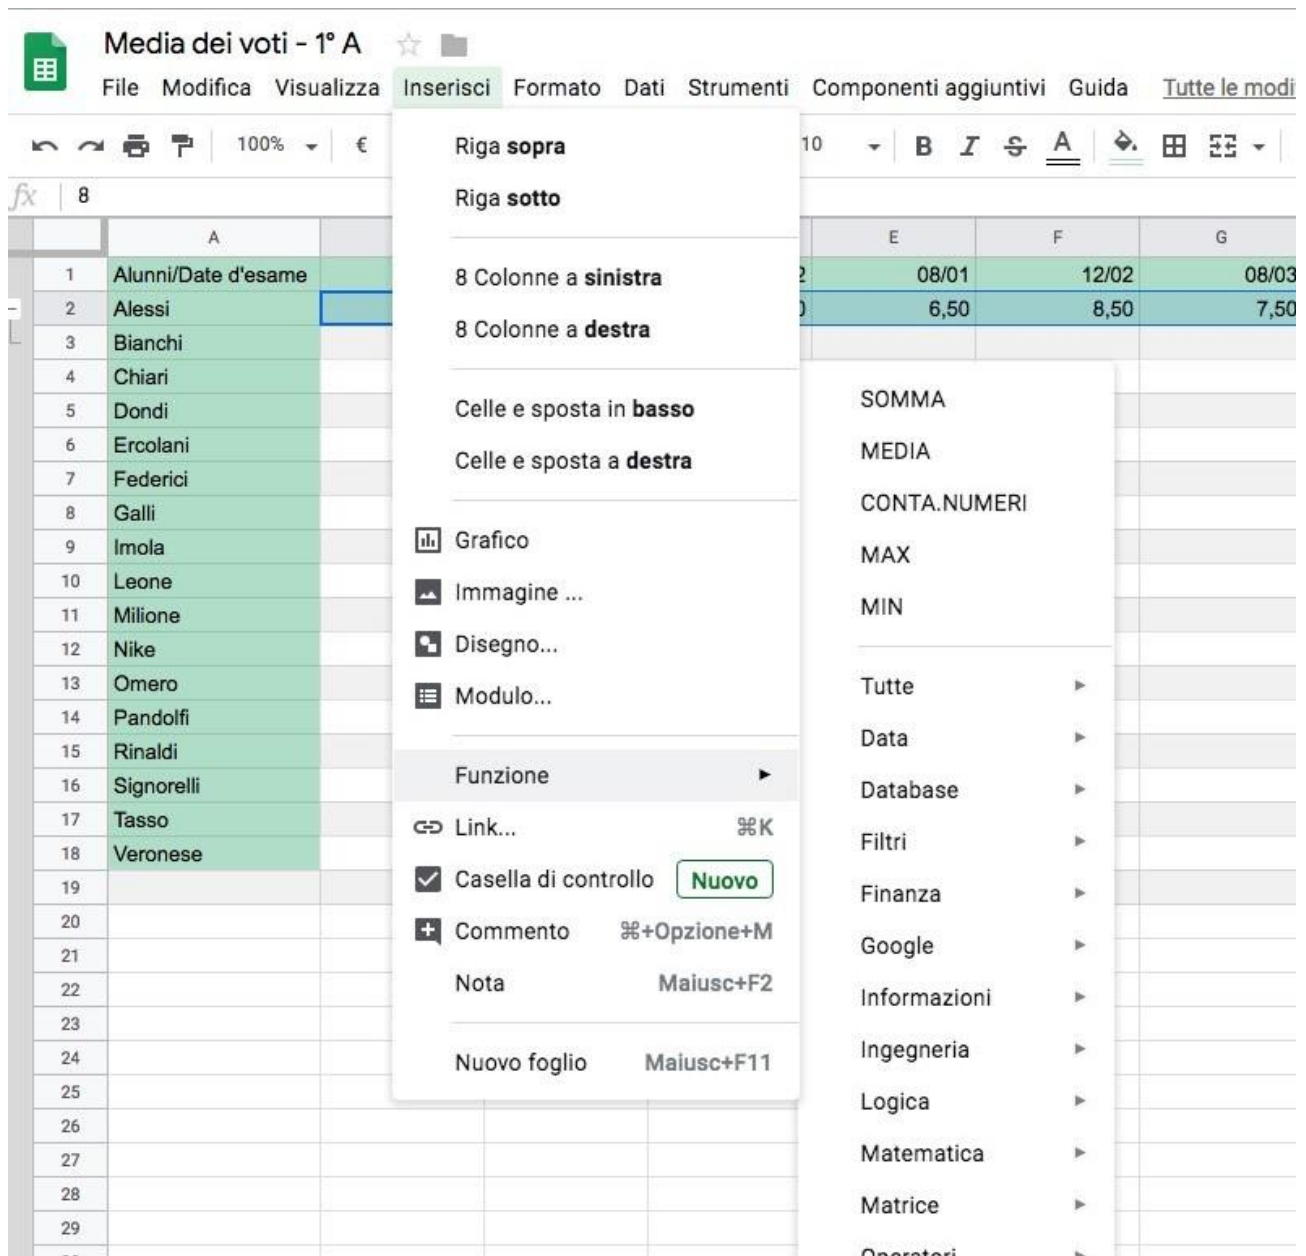 Media dei voti - 1° A
File Modifica Visualizza Inserisci Formato Dati Strumenti Componenti aggiuntivi Guida Tutte le modi
100% € 10 B I S A
fx 8
A E F G
1 Alunni/Date d'esame 2 08/01 12/02 08/03
2 Alessi 0 6,50 8,50 7,50
3 Bianchi
4 Chiari
5 Dondi
6 Ercolani
7 Federici
8 Galli
9 Imola
10 Leone
11 Milione
12 Nike
13 Omero
14 Pandolfi
15 Rinaldi
16 Signorelli
17 Tasso
18 Veronese
19
20
21
22
23
24
25
26
27
28
29
Riga sopra
Riga sotto
8 Colonne a sinistra
8 Colonne a destra
Celle e sposta in basso
Celle e sposta a destra
Grafico
Immagine ...
Disegno...
Modulo...
Funzione
Link... ⌘K
Casella di controllo Nuovo
Commento ⌘+Opzione+M
Nota Maiusc+F2
Nuovo foglio Maiusc+F11
SOMMA
MEDIA
CONTA.NUMERI
MAX
MIN
Tutte
Data
Database
Filtri
Finanza
Google
Informazioni
Ingegneria
Logica
Matematica
Matrice
Operatori